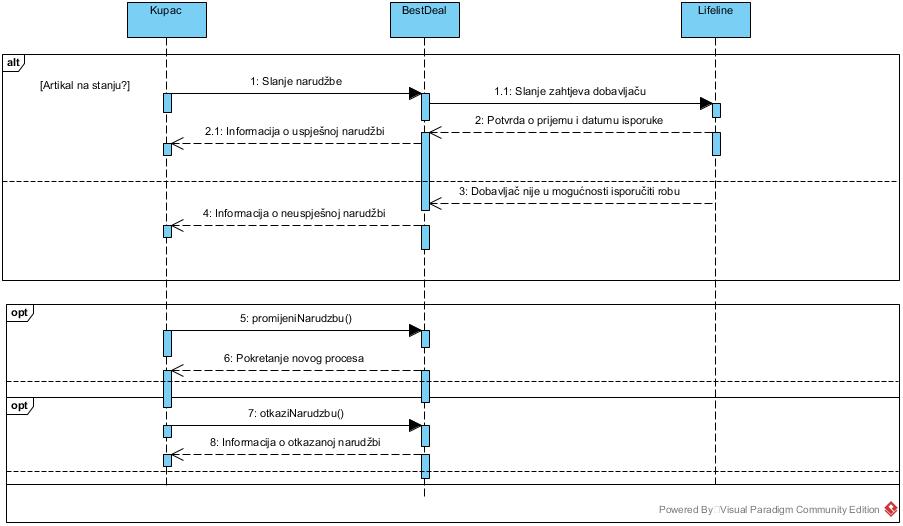 Kupac
BestDeal
Lifeline
alt
[Artikal na stanju?]
1: Slanje narudžbe
1.1: Slanje zahtjeva dobavljaču
2: Potvrda o prijemu i datumu isporuke
2.1: Informacija o uspješnoj narudžbi
3: Dobavljač nije u mogućnosti isporučiti robu
4: Informacija o neuspješnoj narudžbi
opt
5: promijeniNarudzbu()
6: Pokretanje novog procesa
opt
7: otkaziNarudzbu()
8: Informacija o otkazanoj narudžbi
Powered By Visual Paradigm Community Edition